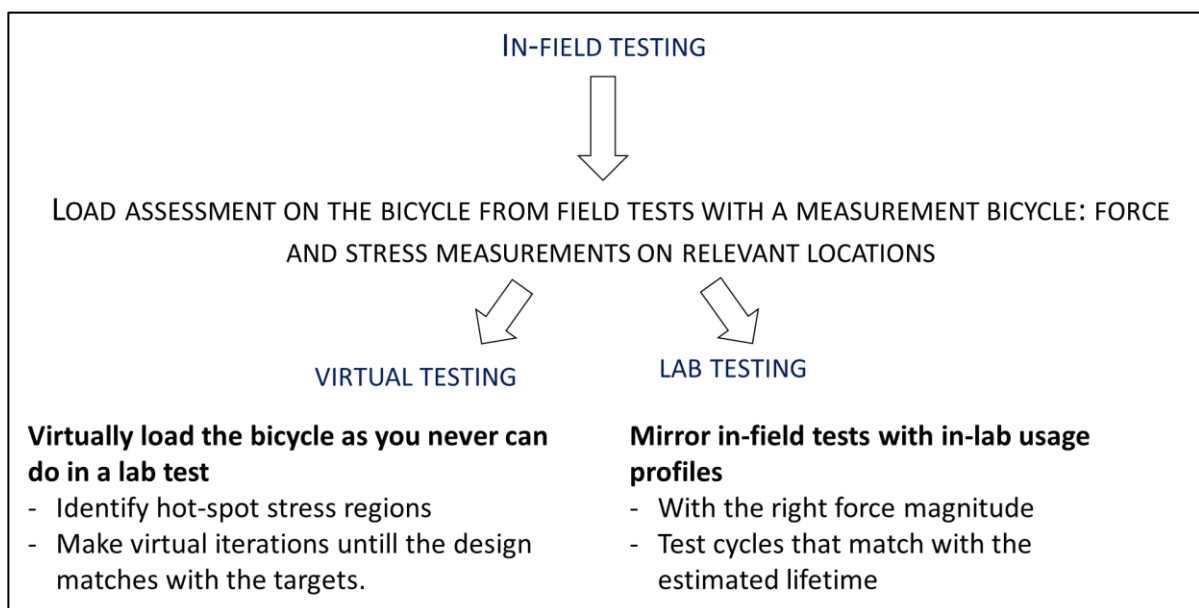 IN-FIELD TESTING
LOAD ASSESSMENT ON THE BICYCLE FROM FIELD TESTS WITH A MEASUREMENT BICYCLE: FORCE
AND STRESS MEASUREMENTS ON RELEVANT LOCATIONS
VIRTUAL TESTING
Virtually load the bicycle as you never can
do in a lab test
- Identify hot-spot stress regions
- Make virtual iterations untill the design
matches with the targets.
LAB TESTING
Mirror in-field tests with in-lab usage
profiles
- With the right force magnitude
- Test cycles that match with the
estimated lifetime